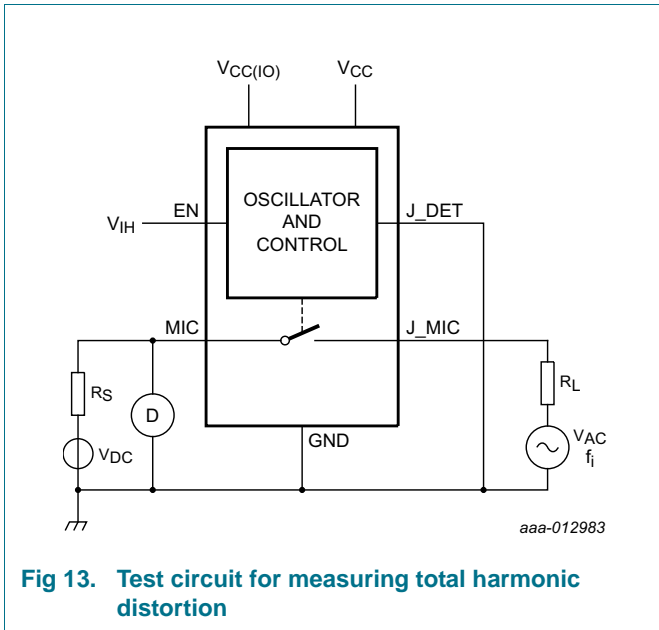 VCC(IO) VCC
OSCILLATOR
AND
CONTROL
EN
VIH
J_DET
MIC
J_MIC
RS
D
VDC
GND
RL
VAC
fi
aaa-012983
Fig 13. Test circuit for measuring total harmonic
distortion